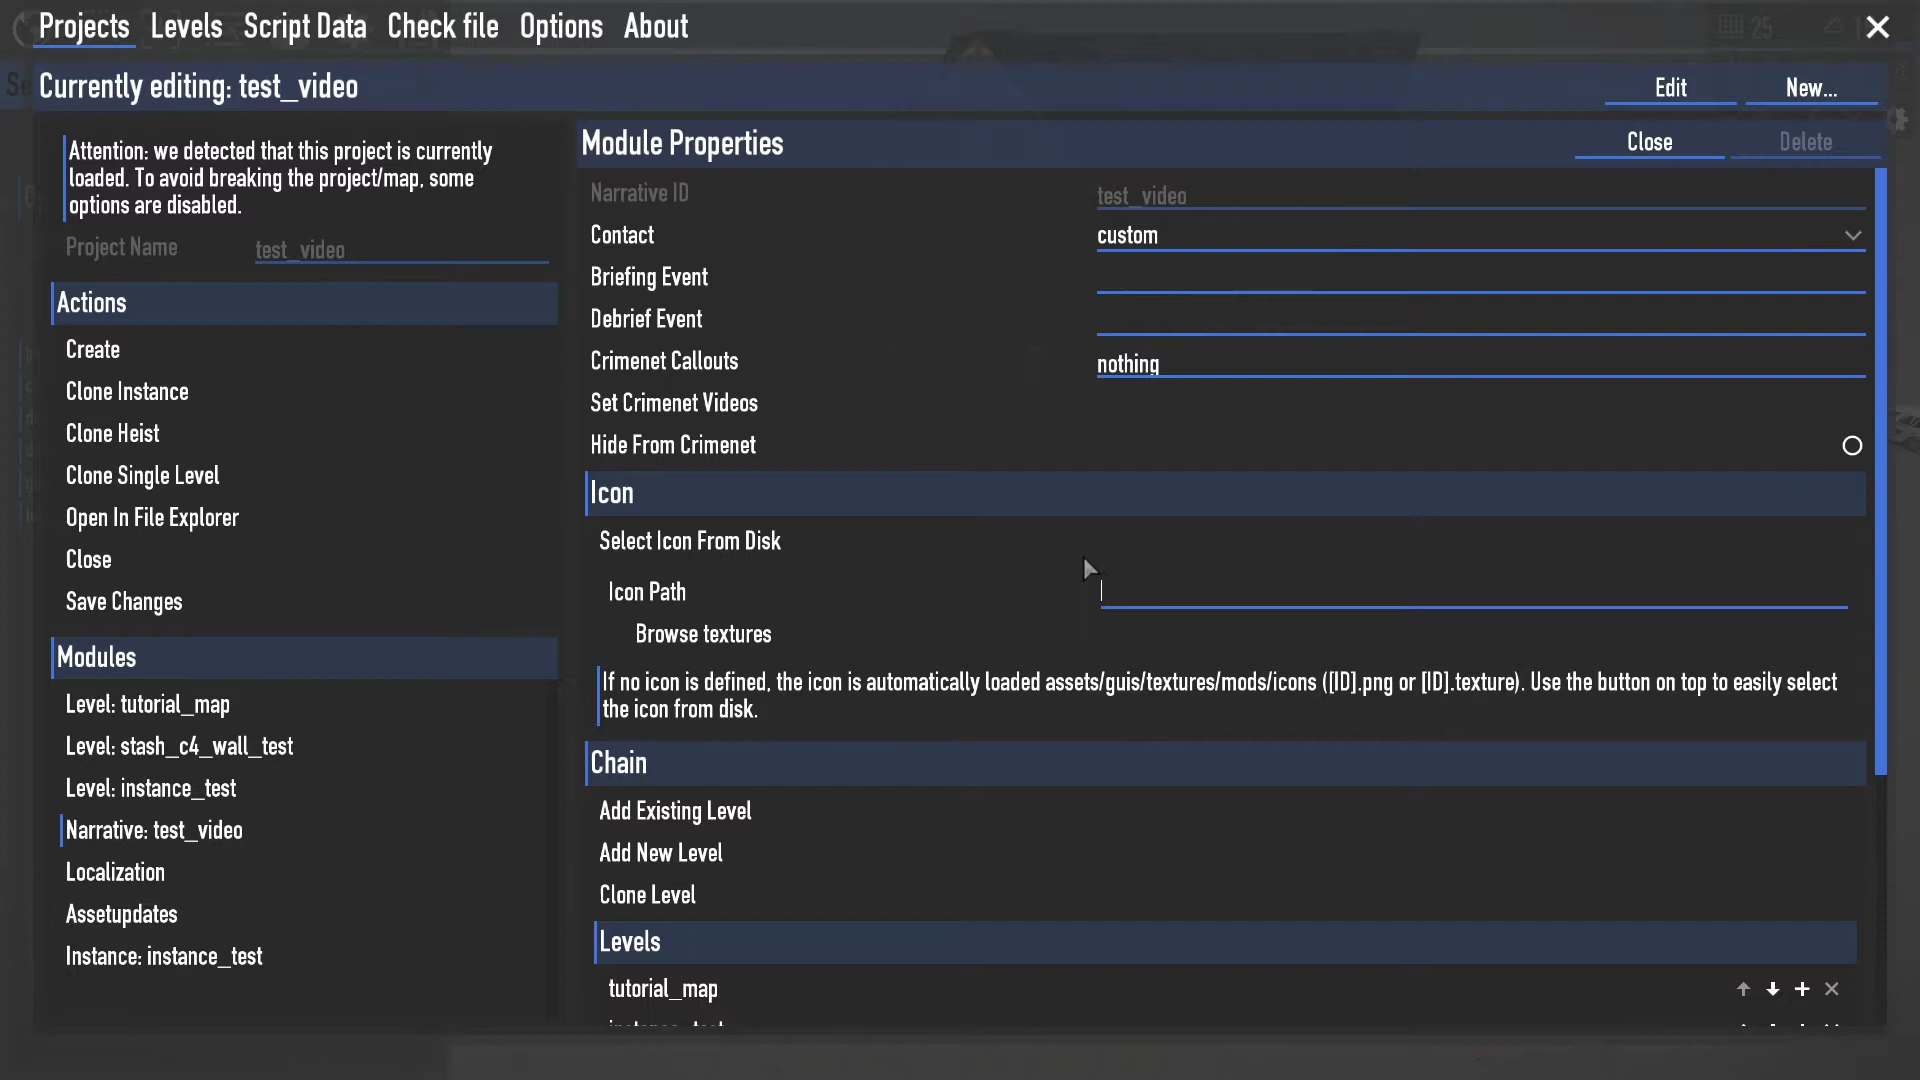 Projects Levels Script Data Check file Options About
25
Currently editing: test_video
Edit New...
Attention: we detected that this project is currently
loaded. To avoid breaking the project/map, some
options are disabled.
Project Name test_video
Actions
Create
Clone Instance
Clone Heist
Clone Single Level
Open In File Explorer
Close
Save Changes
Modules
Level: tutorial_map
Level: stash_c4_wall_test
Level: instance_test
Narrative: test_video
Localization
Assetupdates
Instance: instance_test
Module Properties
Close Delete
Narrative ID test_video
Contact custom
Briefing Event
Debrief Event
Crimenet Callouts nothing
Set Crimenet Videos
Hide From Crimenet
Icon
Select Icon From Disk
Icon Path
Browse textures
If no icon is defined, the icon is automatically loaded assets/guis/textures/mods/icons ([ID].png or [ID].texture). Use the button on top to easily select
the icon from disk.
Chain
Add Existing Level
Add New Level
Clone Level
Levels
tutorial_map
instance_test